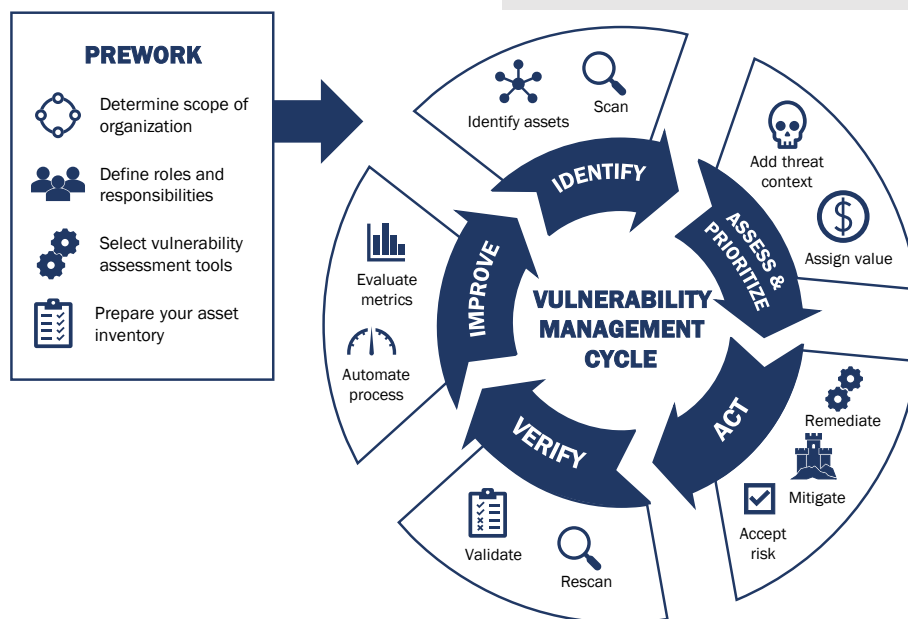 PREWORK
Determine scope of
organization
Define roles and
responsibilities
Select vulnerability
assessment tools
Prepare your asset
inventory
VULNERABILITY
MANAGEMENT
CYCLE
IDENTIFY
Identify assets
Scan
ASSESS &
PRIORITIZE
Add threat
context
Assign value
ACT
Remediate
Mitigate
Accept
risk
VERIFY
Validate
Rescan
IMPROVE
Evaluate
metrics
Automate
process